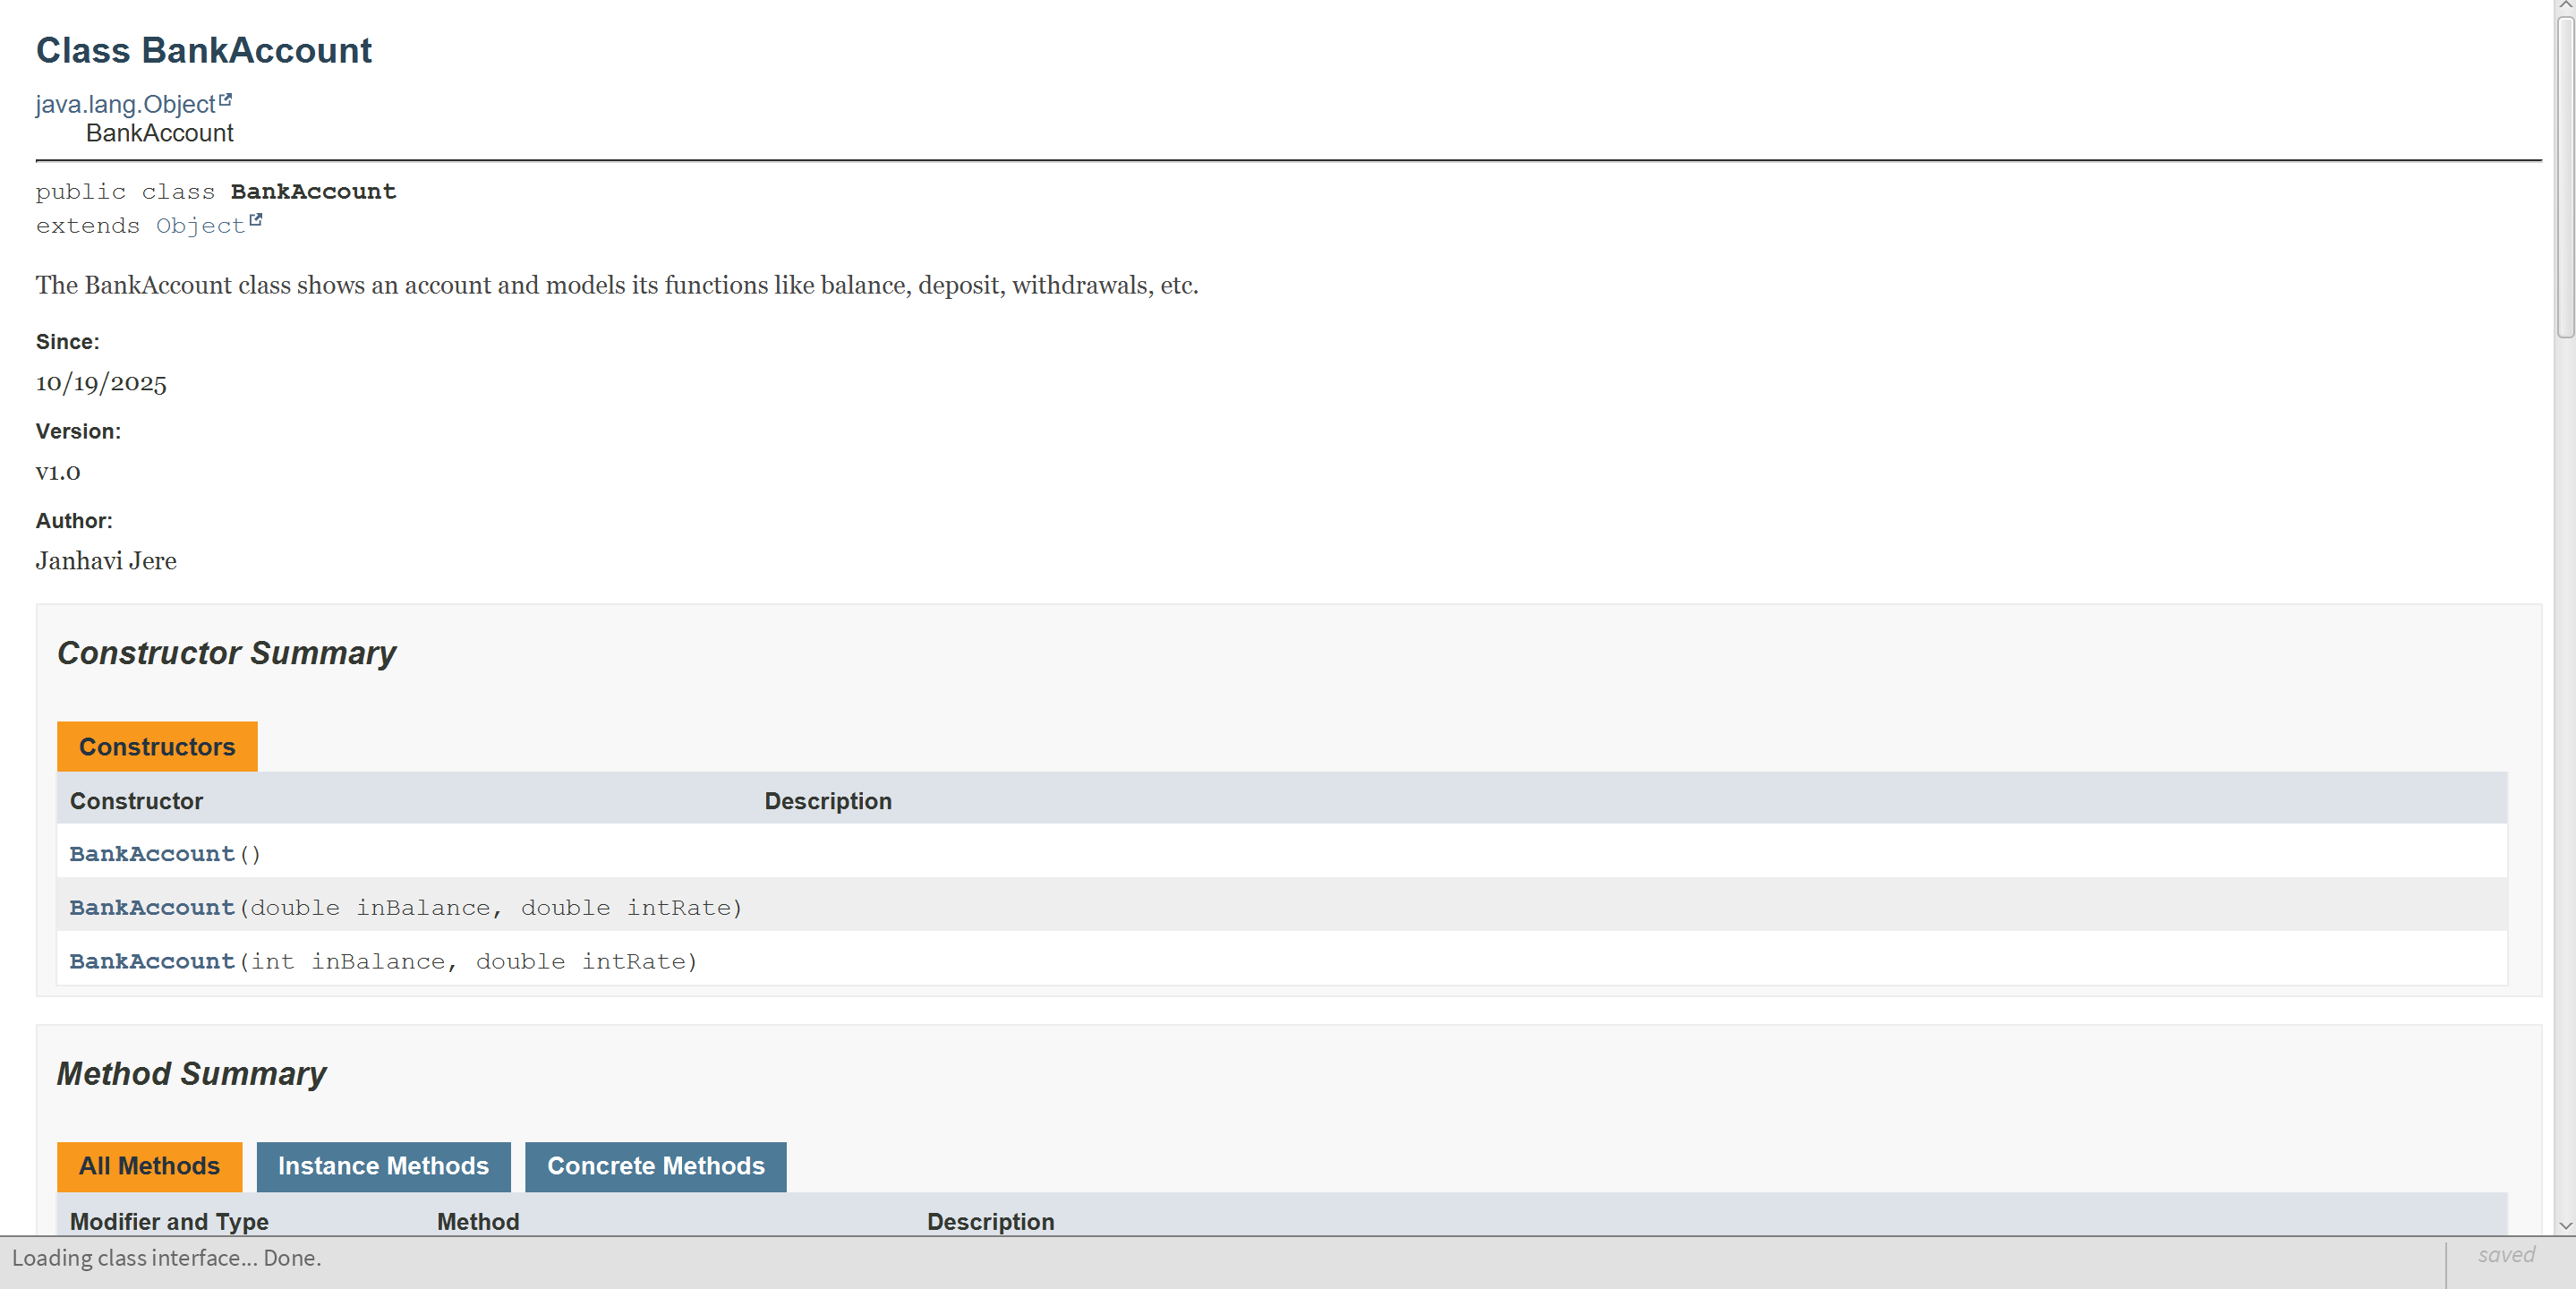 Class BankAccount
java.lang.Object
BankAccount
public class BankAccount
extends Object
The BankAccount class shows an account and models its functions like balance, deposit, withdrawals, etc.
Since:
10/19/2025
Version:
v1.0
Author:
Janhavi Jere
Constructor Summary
Constructors
Constructor Description
BankAccount()
BankAccount(double inBalance, double intRate)
BankAccount(int inBalance, double intRate)
Method Summary
All Methods Instance Methods Concrete Methods
Modifier and Type Method Description
Loading class interface... Done.
saved